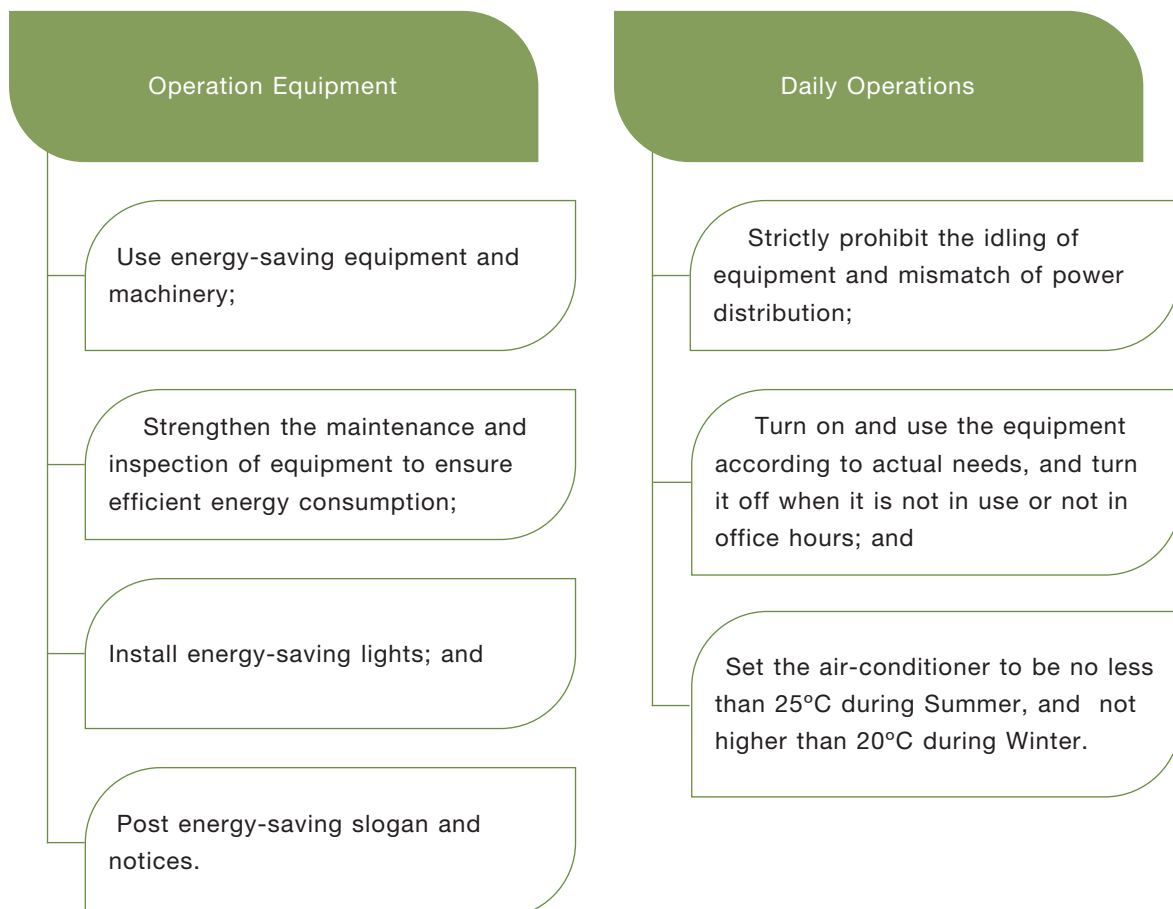 Operation Equipment
Use energy-saving equipment and
machinery;
Strengthen the maintenance and
inspection of equipment to ensure
efficient energy consumption;
Install energy-saving lights; and
Post energy-saving slogan and
notices.
Daily Operations
Strictly prohibit the idling of
equipment and mismatch of power
distribution;
Turn on and use the equipment
according to actual needs, and turn
it off when it is not in use or not in
office hours; and
Set the air-conditioner to be no less
than 25ºC during Summer, and not
higher than 20ºC during Winter.